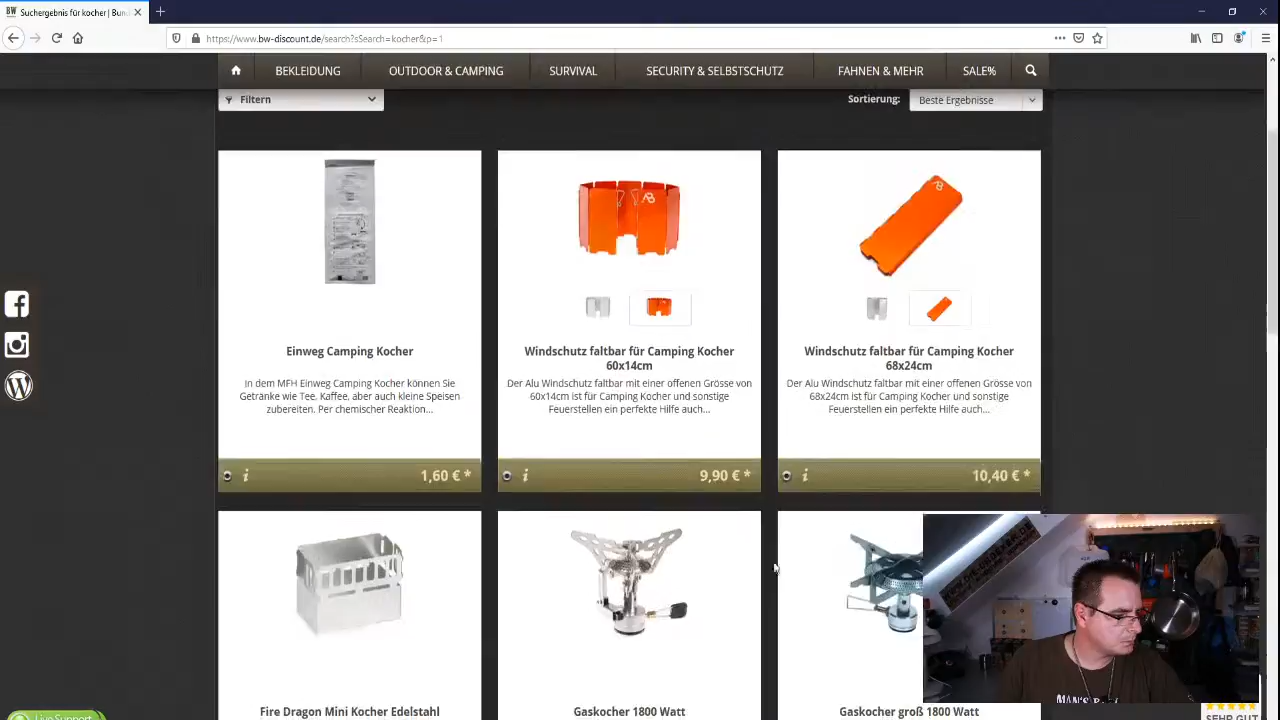 BW Suchergebnis für kocher | Bun
https://www.bw-discount.de/search?sSearch=kocher&p=1
BEKLEIDUNG OUTDOOR & CAMPING SURVIVAL SECURITY & SELBSTSCHUTZ FAHNEN & MEHR SALE%
Filtern
Sortierung: Beste Ergebnisse
Einweg Camping Kocher
In dem MFH Einweg Camping Kocher können Sie
Getränke wie Tee, Kaffee, aber auch kleine Speisen
zubereiten. Per chemischer Reaktion...
1,60 € *
Windschutz faltbar für Camping Kocher
60x14cm
Der Alu Windschutz faltbar mit einer offenen Grösse von
60x14cm ist für Camping Kocher und sonstige
Feuerstellen ein perfekte Hilfe auch...
9,90 € *
Windschutz faltbar für Camping Kocher
68x24cm
Der Alu Windschutz faltbar mit einer offenen Grösse von
68x24cm ist für Camping Kocher und sonstige
Feuerstellen ein perfekte Hilfe auch...
10,40 € *
Fire Dragon Mini Kocher Edelstahl
Gaskocher 1800 Watt
Gaskocher groß 1800 Watt
Live Support
MAN'S
SEHR GUT